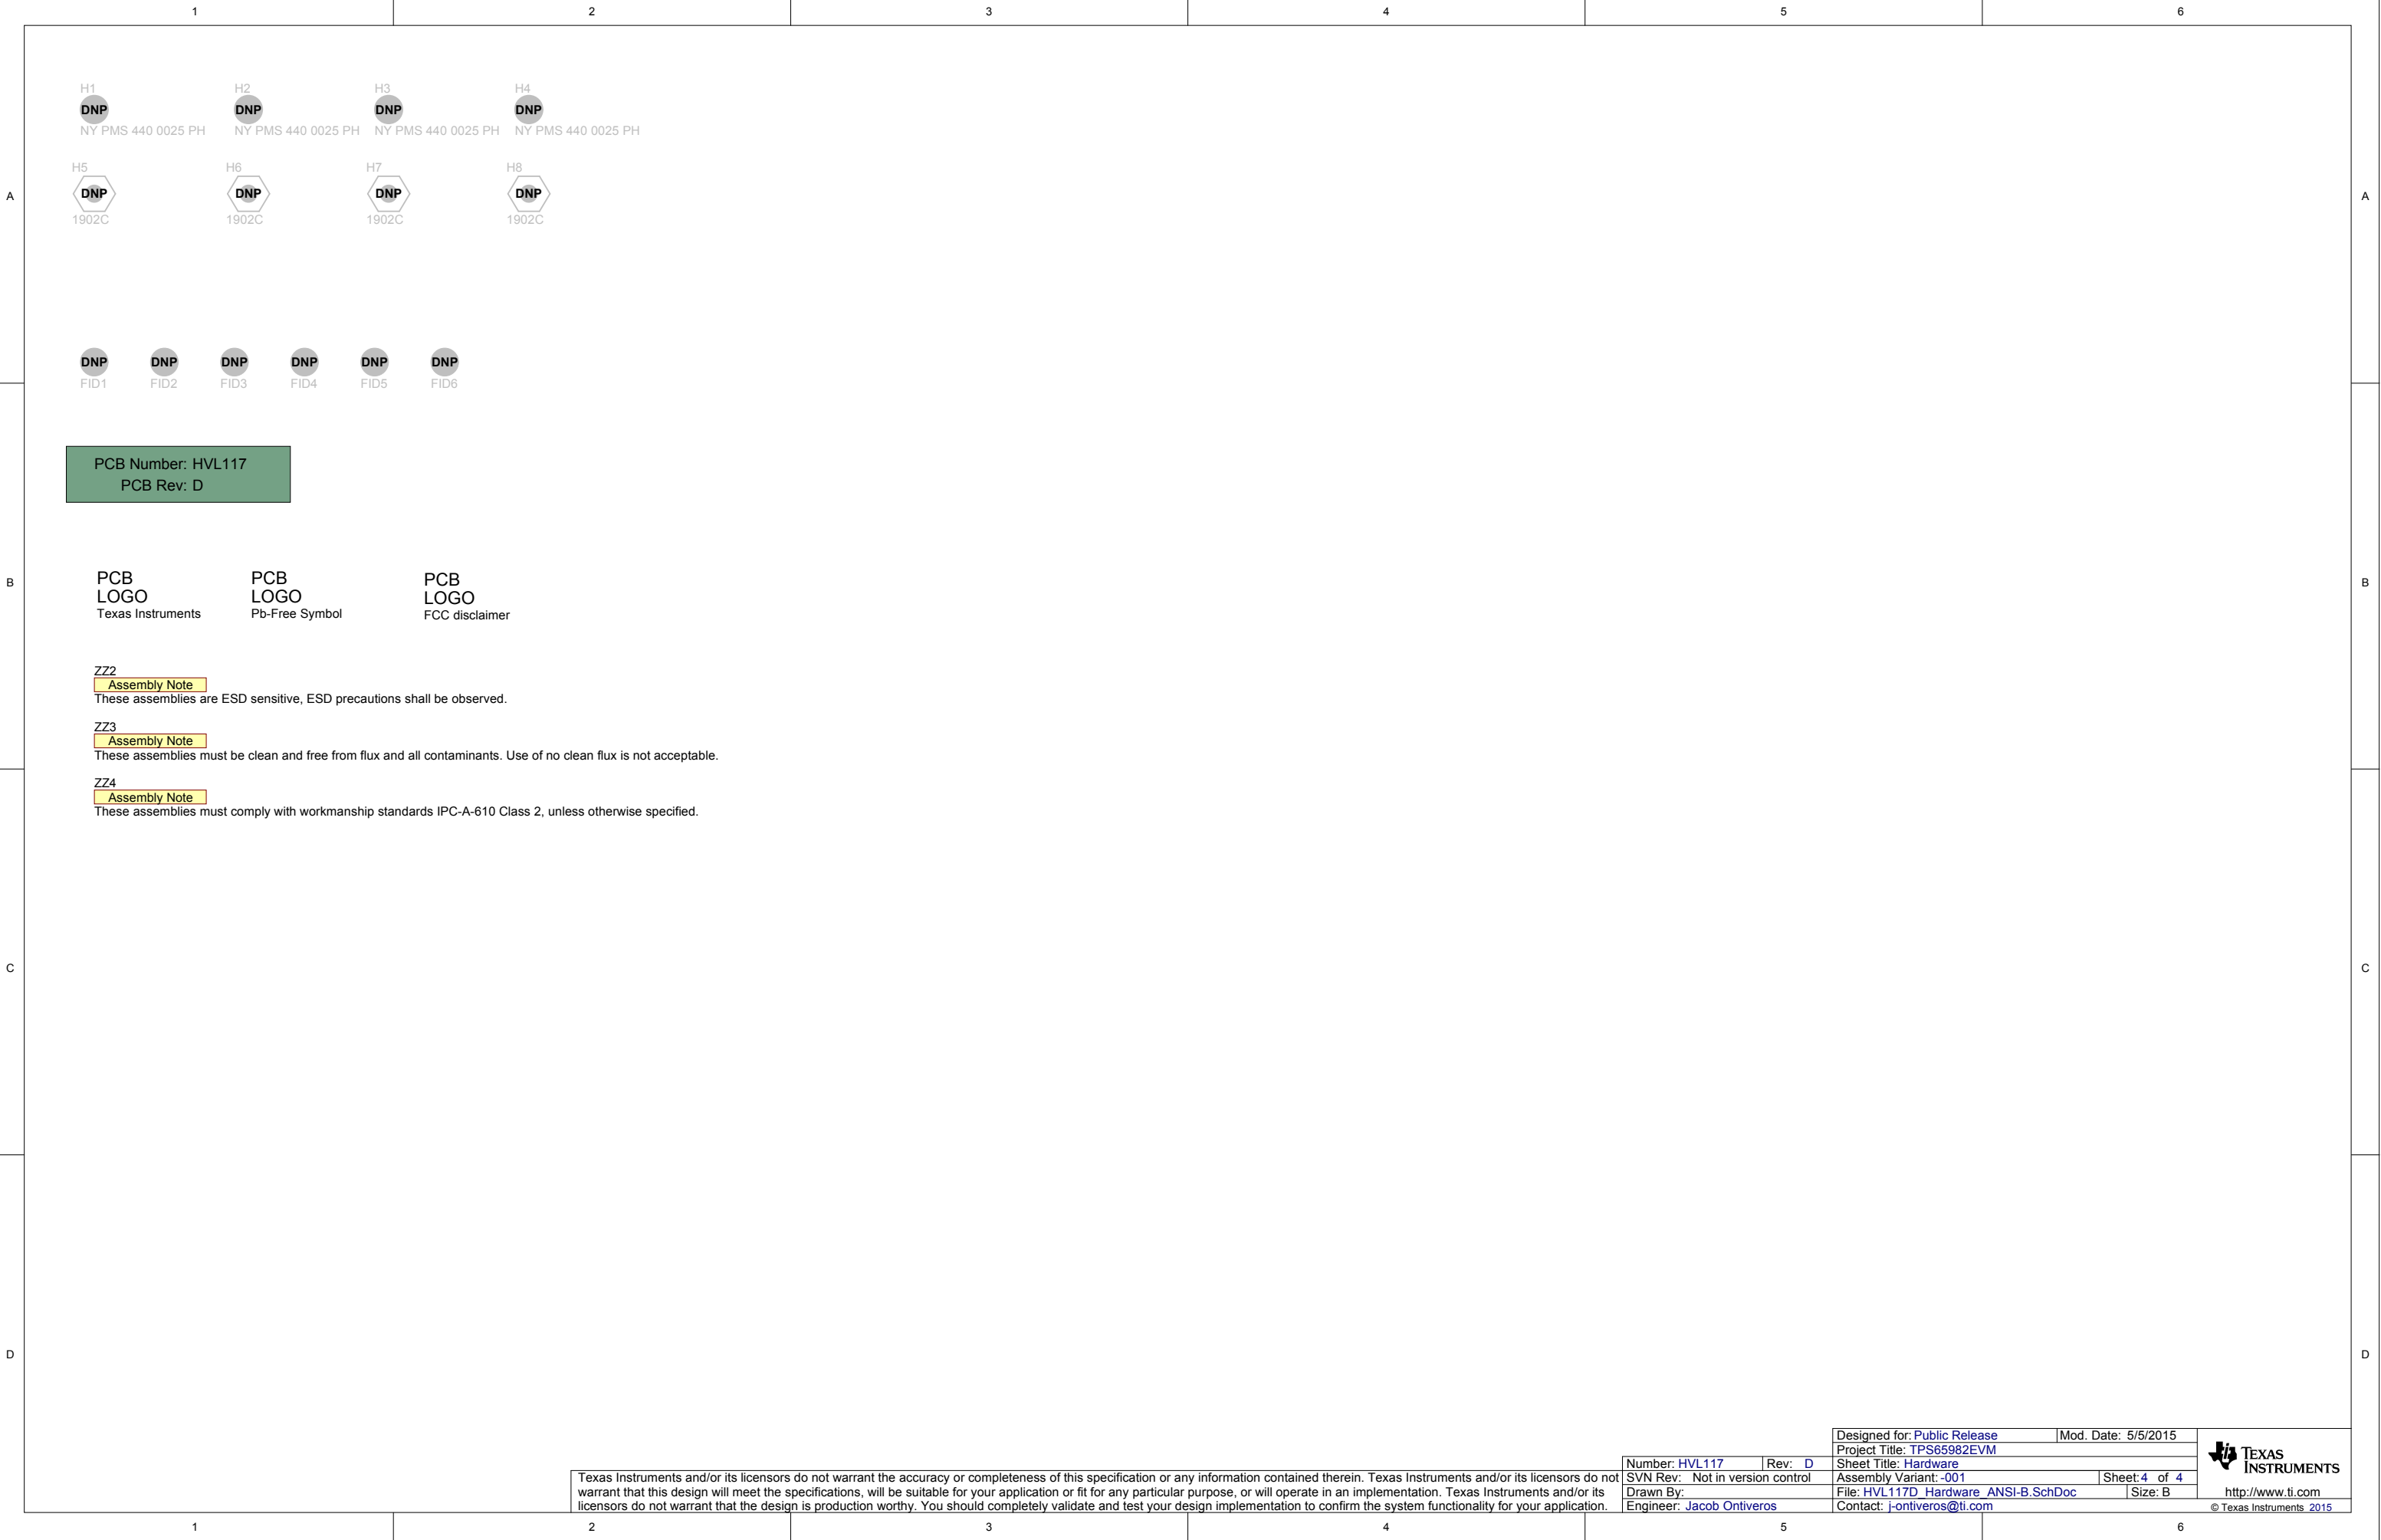 1 2 3 4 5 6
H1 H2 H3 H4
DNP DNP DNP DNP
NY PMS 440 0025 PH NY PMS 440 0025 PH NY PMS 440 0025 PH NY PMS 440 0025 PH
H5 H6 H7 H8
A DNP DNP DNP DNP A
1902C 1902C 1902C 1902C
DNP DNP DNP DNP DNP DNP
FID1 FID2 FID3 FID4 FID5 FID6
PCB Number: HVL117
PCB Rev: D
B B
PCB
LOGO
Texas Instruments
PCB
LOGO
Pb-Free Symbol
PCB
LOGO
FCC disclaimer
ZZ2
Assembly Note
These assemblies are ESD sensitive, ESD precautions shall be observed.
ZZ3
Assembly Note
These assemblies must be clean and free from flux and all contaminants. Use of no clean flux is not acceptable.
ZZ4
Assembly Note
These assemblies must comply with workmanship standards IPC-A-610 Class 2, unless otherwise specified.
C C
D D
Texas Instruments and/or its licensors do not warrant the accuracy or completeness of this specification or any information contained therein. Texas Instruments and/or its licensors do not
warrant that this design will meet the specifications, will be suitable for your application or fit for any particular purpose, or will operate in an implementation. Texas Instruments and/or its
licensors do not warrant that the design is production worthy. You should completely validate and test your design implementation to confirm the system functionality for your application.
Number: HVL117 Rev: D
SVN Rev: Not in version control
Drawn By:
Engineer: Jacob Ontiveros
Designed for: Public Release Mod. Date: 5/5/2015
Project Title: TPS65982EVM
Sheet Title: Hardware
Assembly Variant: -001 Sheet: 4 of 4
File: HVL117D_Hardware_ANSI-B.SchDoc Size: B
Contact: j-ontiveros@ti.com
TEXAS
INSTRUMENTS
http://www.ti.com
© Texas Instruments 2015
1 2 3 4 5 6